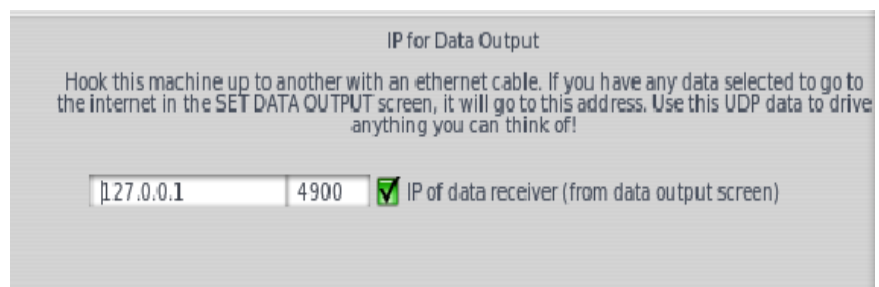 IP for Data Output
Hook this machine up to another with an ethernet cable. If you have any data selected to go to
the internet in the SET DATA OUTPUT screen, it will go to this address. Use this UDP data to drive
anything you can think of!
127.0.0.1 4900 IP of data receiver (from data output screen)